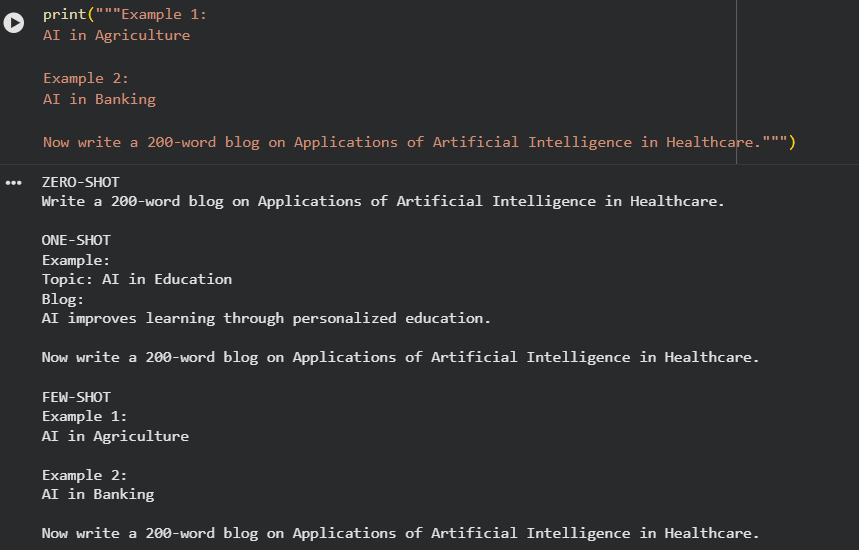 print("""Example 1:
AI in Agriculture
Example 2:
AI in Banking
Now write a 200-word blog on Applications of Artificial Intelligence in Healthcare.""")
ZERO-SHOT
Write a 200-word blog on Applications of Artificial Intelligence in Healthcare.
ONE-SHOT
Example:
Topic: AI in Education
Blog:
AI improves learning through personalized education.
Now write a 200-word blog on Applications of Artificial Intelligence in Healthcare.
FEW-SHOT
Example 1:
AI in Agriculture
Example 2:
AI in Banking
Now write a 200-word blog on Applications of Artificial Intelligence in Healthcare.